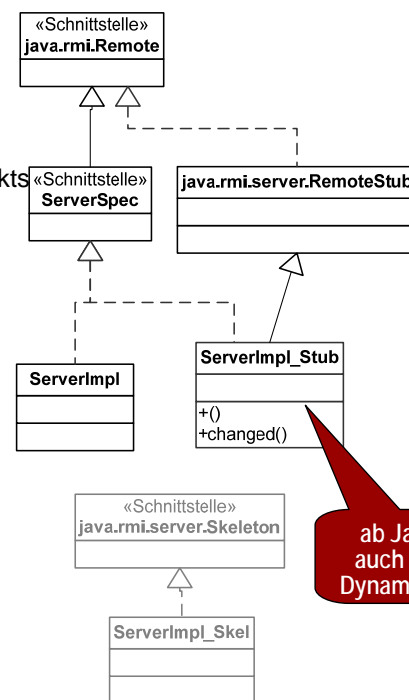 «Schnittstelle»
java.rmi.Remote
kts
«Schnittstelle»
ServerSpec
java.rmi.server.RemoteStub
ServerImpl
ServerImpl_Stub
+()
+changed()
«Schnittstelle»
java.rmi.server.Skeleton
ab Ja
auch
Dynam
ServerImpl_Skel